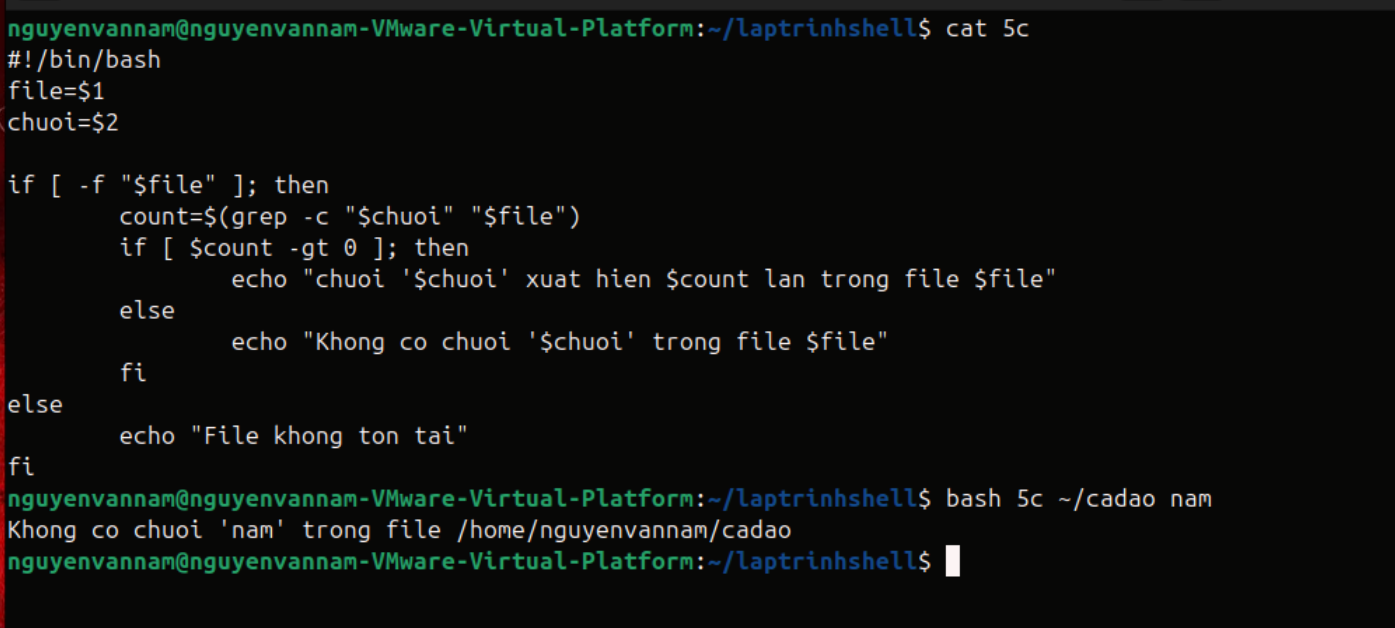 nguyenvannam@nguyenvannam-VMware-Virtual-Platform:~/laptrinhshell$ cat 5c
#!/bin/bash
file=$1
chuoi=$2

if [ -f "$file" ]; then
        count=$(grep -c "$chuoi" "$file")
        if [ $count -gt 0 ]; then
                echo "chuoi '$chuoi' xuat hien $count lan trong file $file"
        else
                echo "Khong co chuoi '$chuoi' trong file $file"
        fi
else
        echo "File khong ton tai"
fi
nguyenvannam@nguyenvannam-VMware-Virtual-Platform:~/laptrinhshell$ bash 5c ~/cadao nam
Khong co chuoi 'nam' trong file /home/nguyenvannam/cadao
nguyenvannam@nguyenvannam-VMware-Virtual-Platform:~/laptrinhshell$